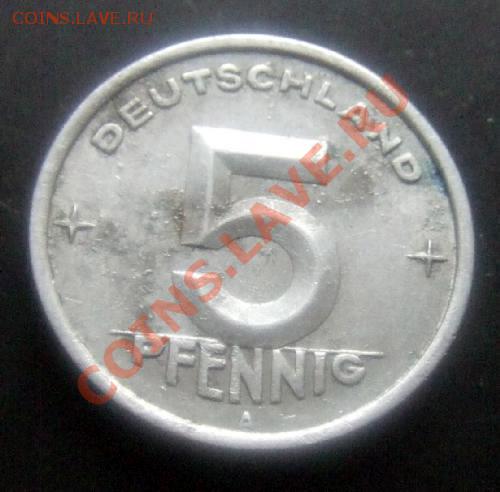 COINS.LAVE.RU
DEUTSCHLAND
5
PFENNIG
A
COINS.LAVE.RU